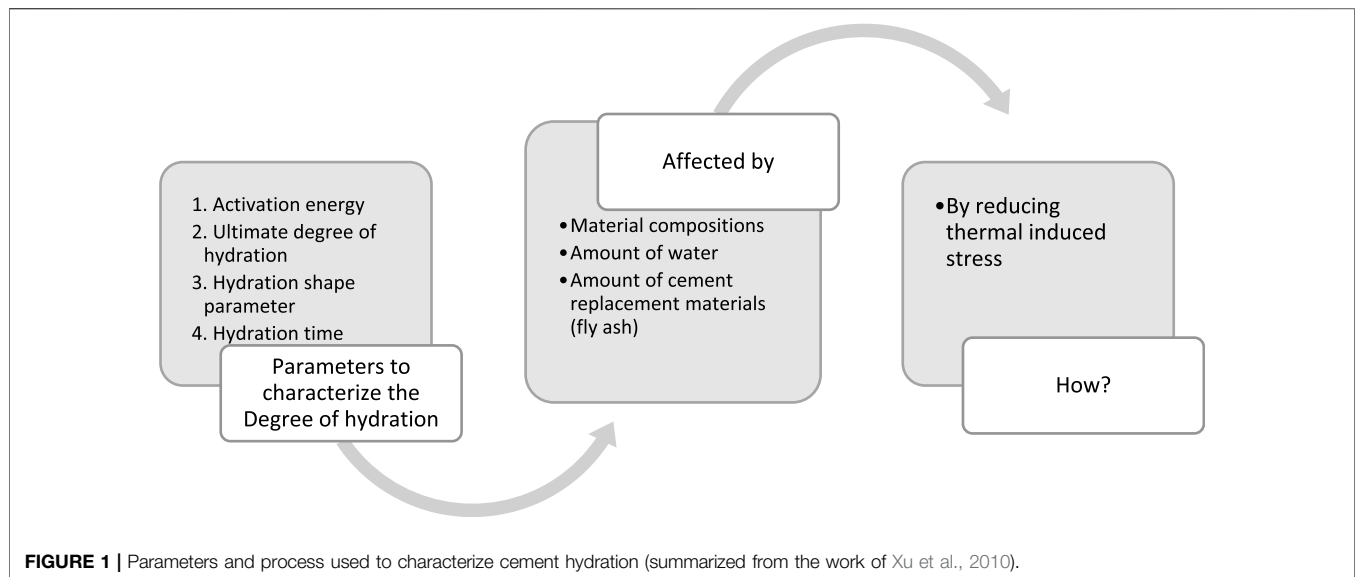 1. Activation energy
2. Ultimate degree of
hydration
3. Hydration shape
parameter
4. Hydration time
Parameters to
characterize the
Degree of hydration
Affected by
•Material compositions
•Amount of water
•Amount of cement
replacement materials
(fly ash)
•By reducing
thermal induced
stress
How?
FIGURE 1 | Parameters and process used to characterize cement hydration (summarized from the work of Xu et al., 2010).